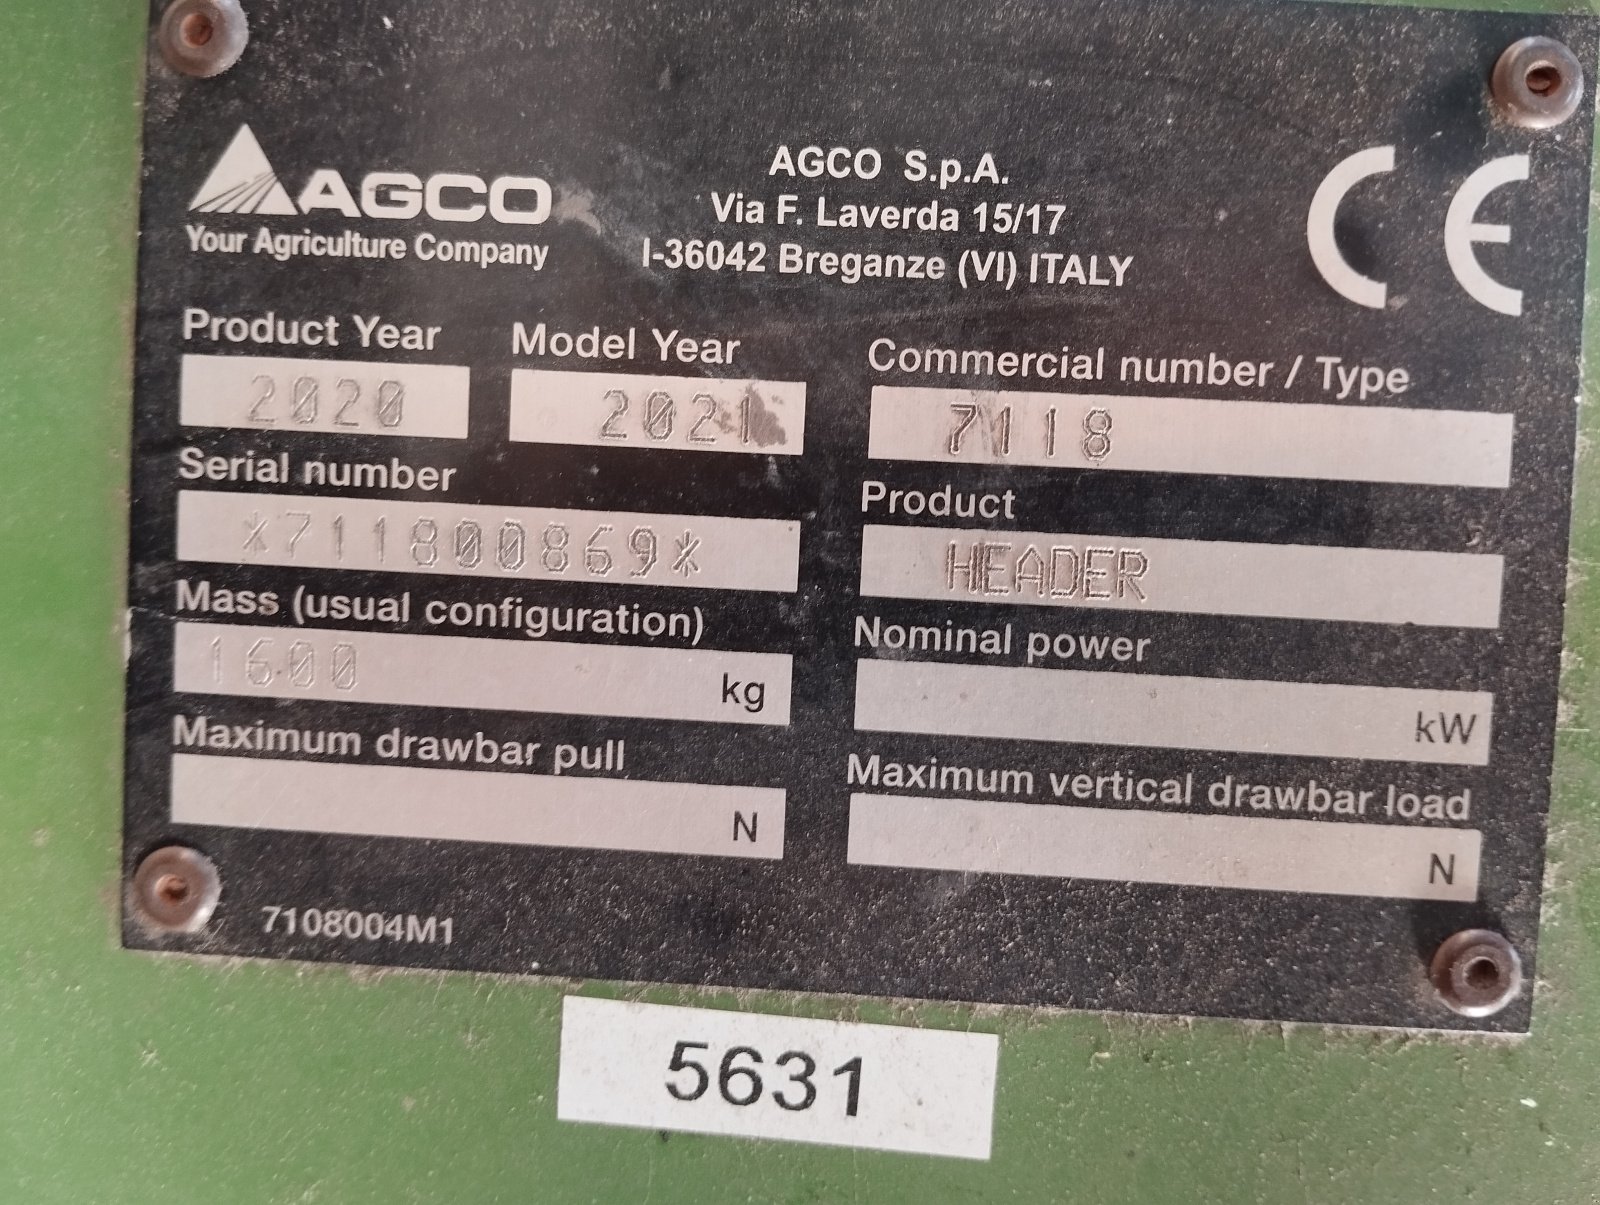 AGCO
Your Agriculture Company
AGCO S.p.A.
Via F. Laverda 15/17
I-36042 Breganze (VI) ITALY
CE
Product Year
Model Year
Commercial number / Type
2020
2021
7118
Serial number
Product
*711800869*
HEADER
Mass (usual configuration)
Nominal power
1600 kg
kW
Maximum drawbar pull
Maximum vertical drawbar load
N
N
7108004M1
5631